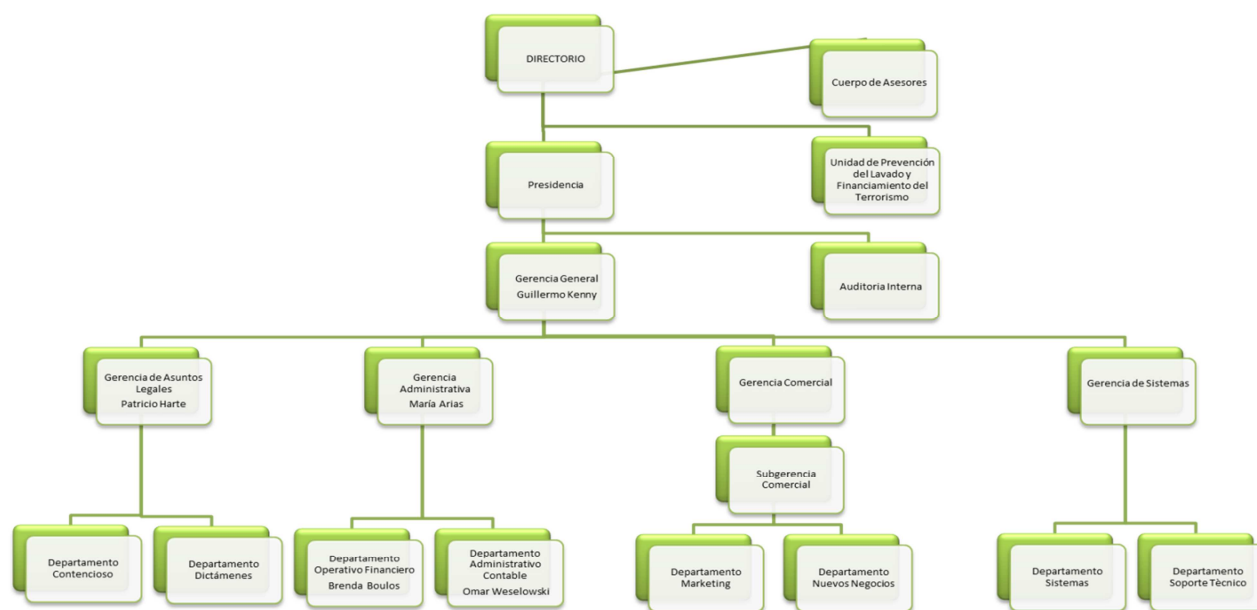 DIRECTORIO
Cuerpo de Asesores
Presidencia
Unidad de Prevención
del Lavado y
Financiamiento del
Terrorismo
Gerencia General
Guillermo Kenny
Auditoria Interna
Gerencia de Asuntos
Legales
Patricio Harte
Gerencia
Administrativa
María Arias
Gerencia Comercial
Gerencia de Sistemas
Subgerencia
Comercial
Departamento
Contencioso
Departamento
Dictámenes
Departamento
Operativo Financiero
Brenda Boulos
Departamento
Administrativo
Contable
Omar Weselowski
Departamento
Marketing
Departamento
Nuevos Negocios
Departamento
Sistemas
Departamento
Soporte Tècnico